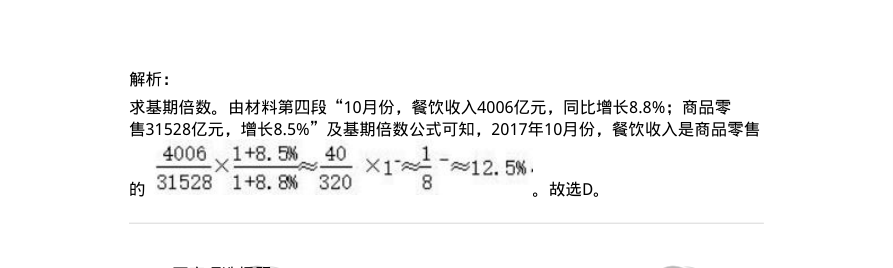 解析：
求基期倍数。由材料第四段“10月份，餐饮收入4006亿元，同比增长8.8%；商品零
售31528亿元，增长8.5%”及基期倍数公式可知，2017年10月份，餐饮收入是商品零售
的 4006/31528×1+8.5%/1+8.8%≈40/320×1⁻≈1/8⁻≈12.5%。故选D。